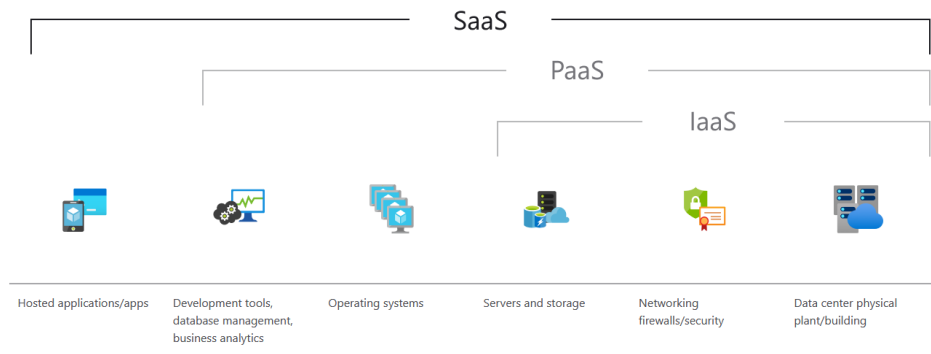 SaaS
PaaS
IaaS
Hosted applications/apps
Development tools,
database management,
business analytics
Operating systems
Servers and storage
Networking
firewalls/security
Data center physical
plant/building